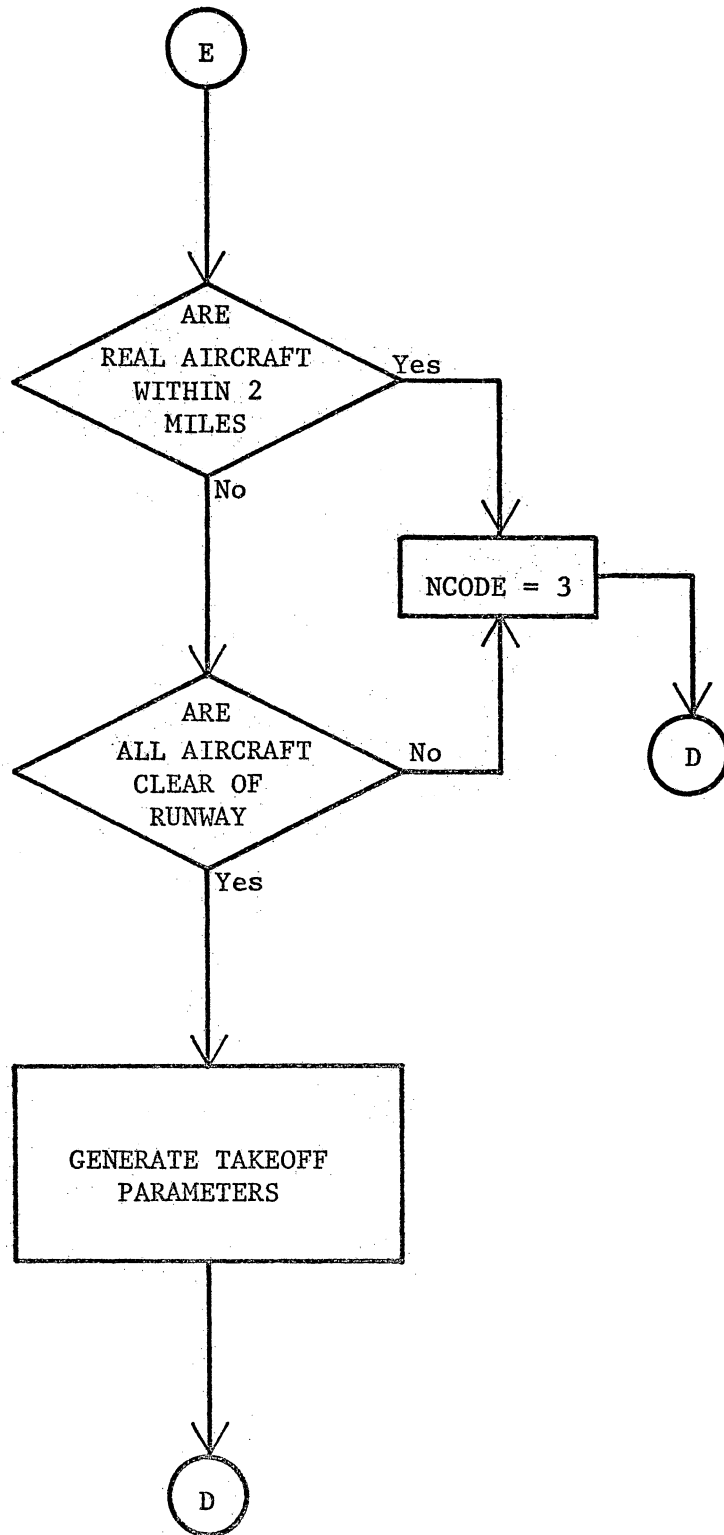 E
ARE
REAL AIRCRAFT
WITHIN 2
MILES
Yes
No
NCODE = 3
D
ARE
ALL AIRCRAFT
CLEAR OF
RUNWAY
No
Yes
GENERATE TAKEOFF
PARAMETERS
D